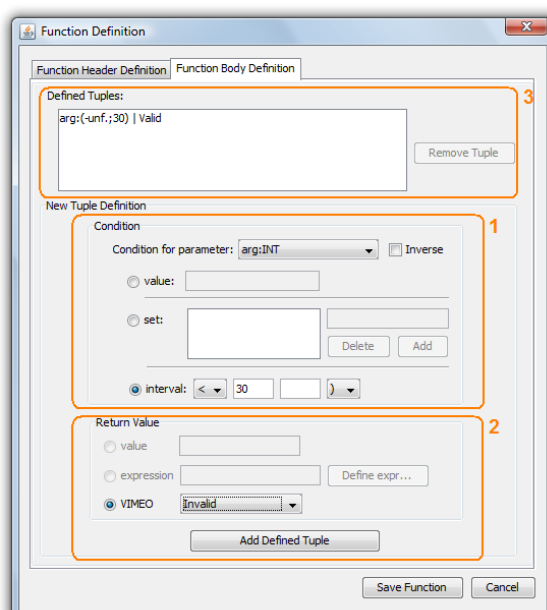 Function Definition
Function Header Definition Function Body Definition
Defined Tuples:
3
arg:(-unf.;30) | Valid
Remove Tuple
New Tuple Definition
1
Condition
Condition for parameter: arg:INT Inverse
value:
set:
Delete Add
interval: < 30 )
2
Return Value
value
expression Define expr...
VIMEO Invalid
Add Defined Tuple
Save Function Cancel